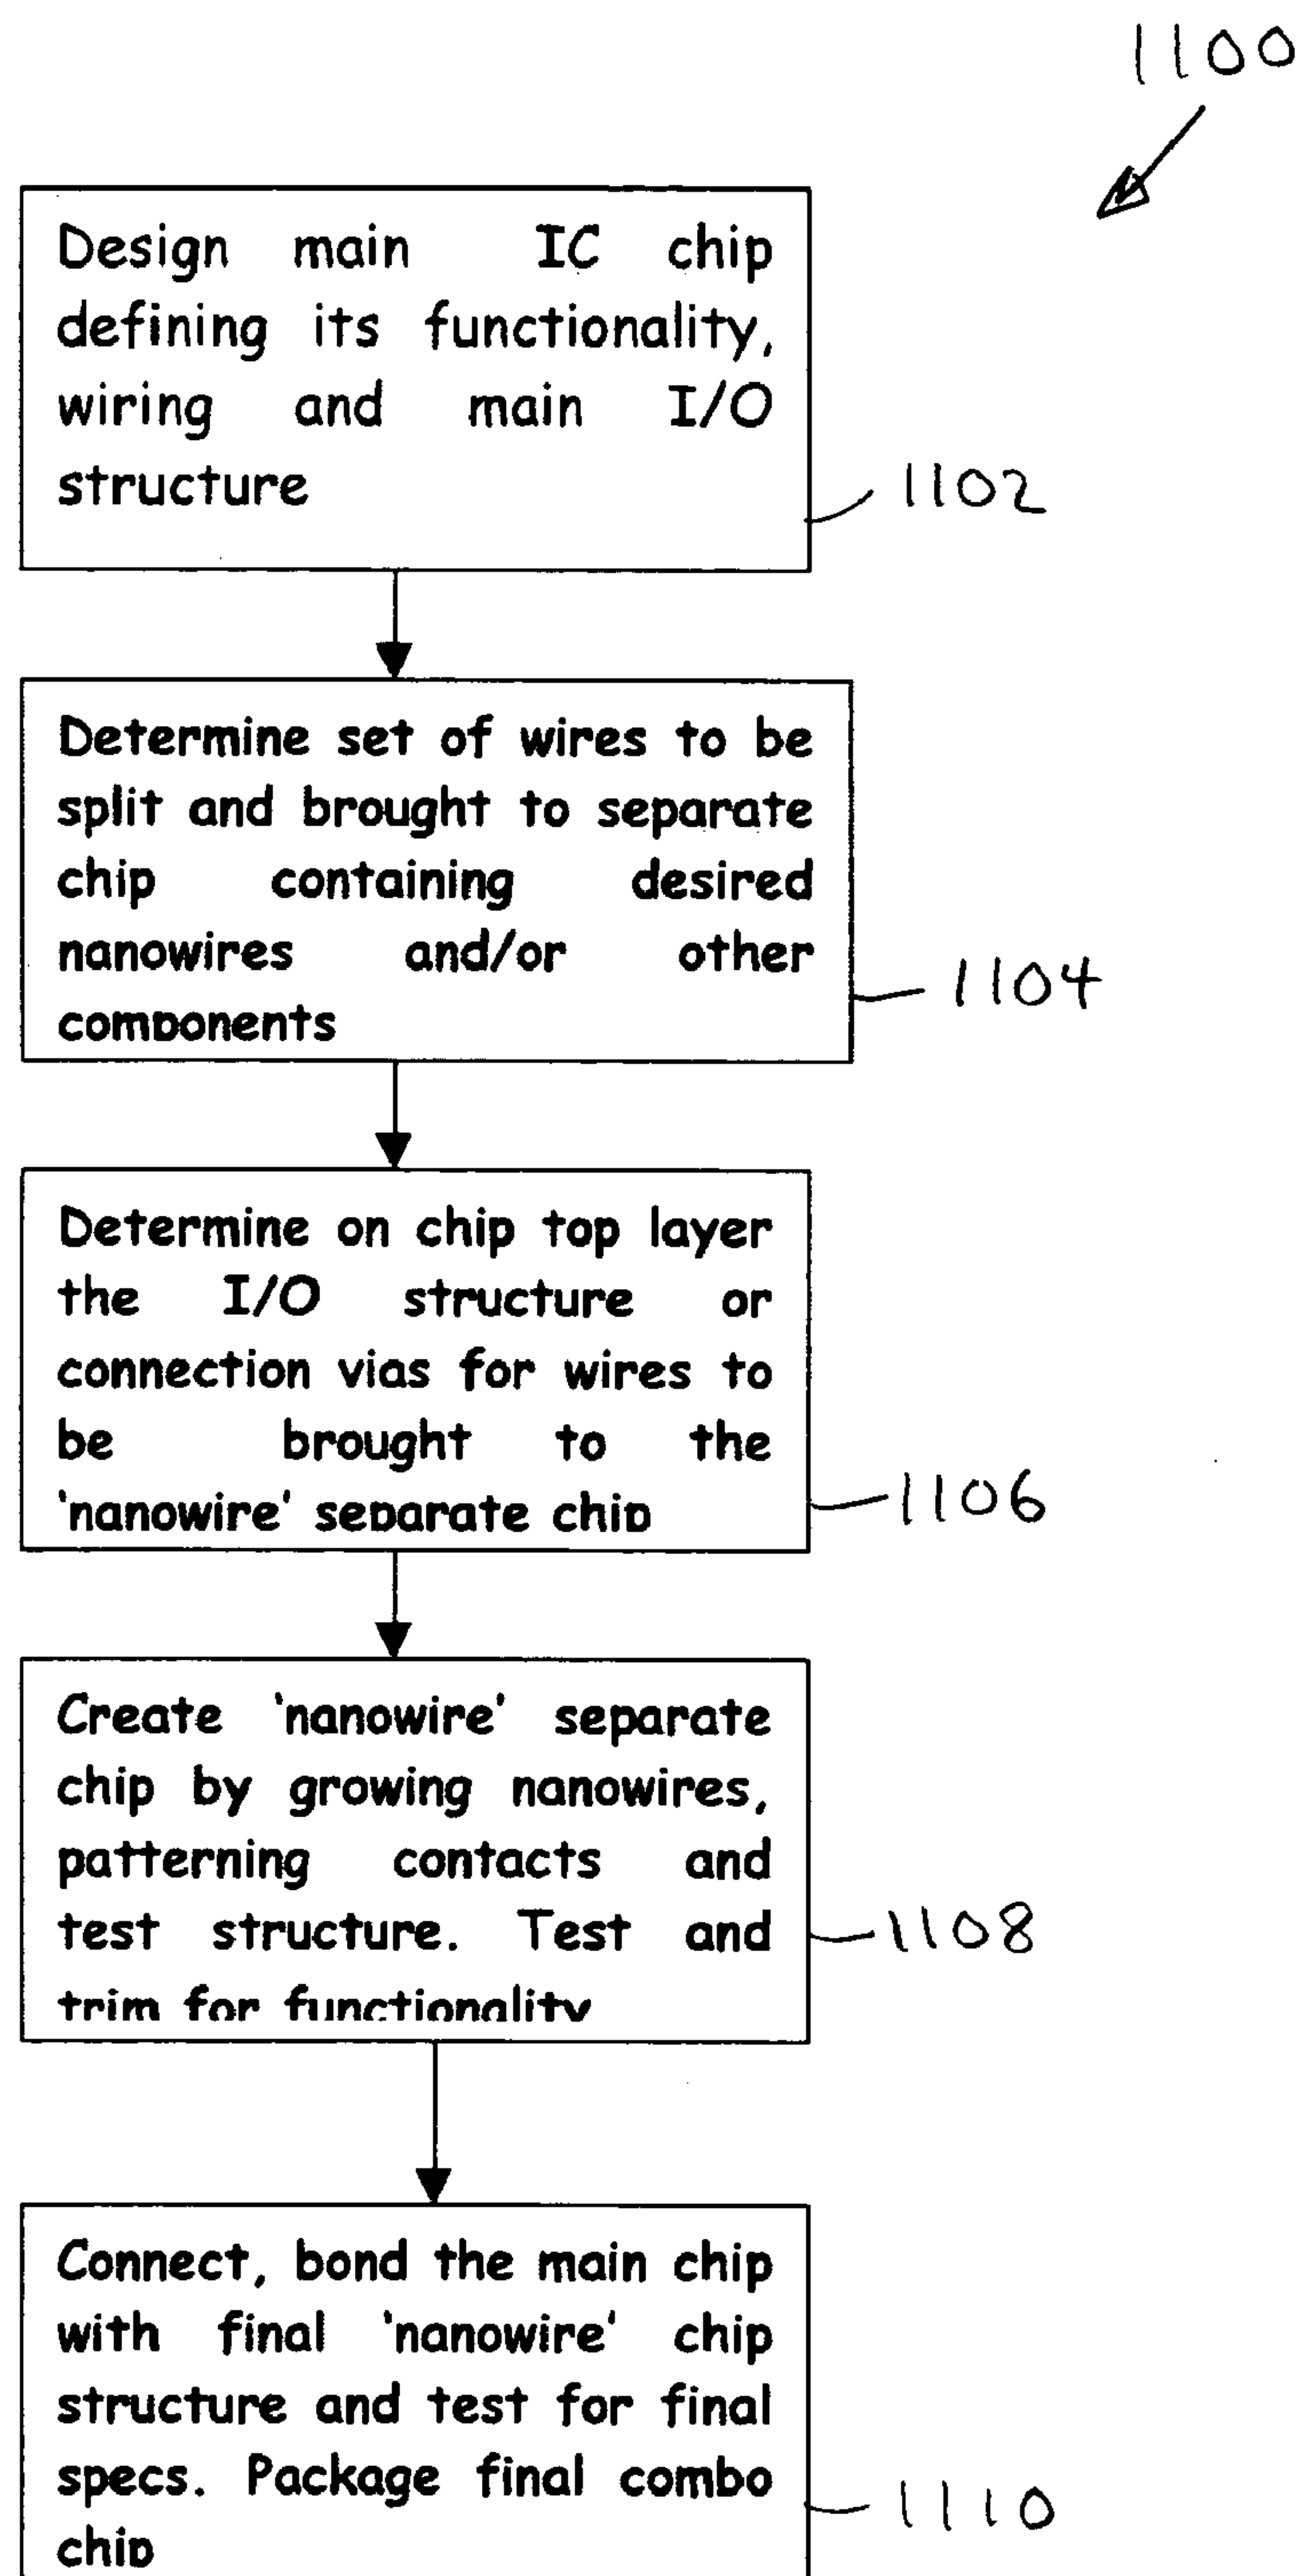 1100
Design main IC chip
defining its functionality,
wiring and main I/O
structure
1102
Determine set of wires to be
split and brought to separate
chip containing desired
nanowires and/or other
components
1104
Determine on chip top layer
the I/O structure or
connection vias for wires to
be brought to the
'nanowire' separate chip
1106
Create 'nanowire' separate
chip by growing nanowires,
patterning contacts and
test structure. Test and
trim for functionality
1108
Connect, bond the main chip
with final 'nanowire' chip
structure and test for final
specs. Package final combo
chip
1110